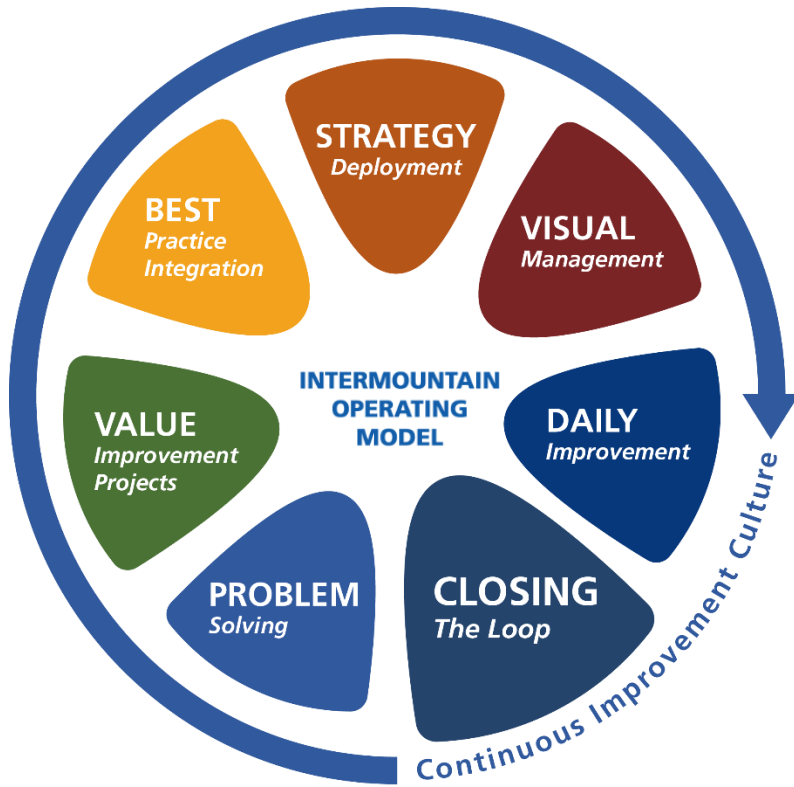 STRATEGY
Deployment
VISUAL
Management
DAILY
Improvement
CLOSING
The Loop
PROBLEM
Solving
VALUE
Improvement
Projects
BEST
Practice
Integration
INTERMOUNTAIN
OPERATING
MODEL
Continuous Improvement Culture